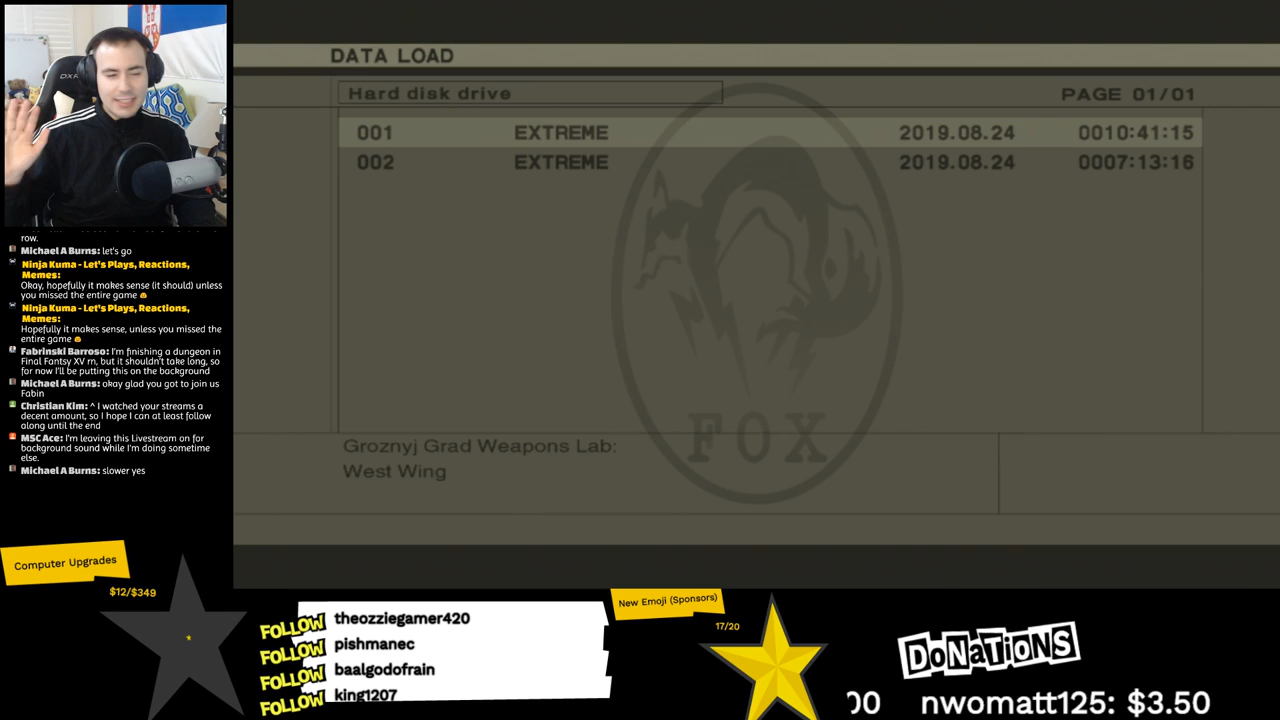 DXR
row.
Michael A Burns: let's go
Ninja Kuma - Let's Plays, Reactions,
Memes:
Okay, hopefully it makes sense (it should) unless
you missed the entire game
Ninja Kuma - Let's Plays, Reactions,
Memes:
Hopefully it makes sense, unless you missed the
entire game
Fabrinski Barroso: I'm finishing a dungeon in
Final Fantsy XV rn, but it shouldn't take long, so
for now I'll be putting this on the background
Michael A Burns: okay glad you got to join us
Fabin
Christian Kim: ^ I watched your streams a
decent amount, so I hope I can at least follow
along until the end
MSC Ace: I'm leaving this Livestream on for
background sound while I'm doing sometime
else.
Michael A Burns: slower yes
DATA LOAD
Hard disk drive PAGE 01/01
001 EXTREME 2019.08.24 0010:41:15
002 EXTREME 2019.08.24 0007:13:16
FOX
Groznyj Grad Weapons Lab:
West Wing
Computer Upgrades
$12/$349
FOLLOW theozziegamer420
FOLLOW pishmanec
FOLLOW baalgodofrain
FOLLOW king1207
New Emoji (Sponsors)
17/20
DONATIONS
00 nwomatt125: $3.50